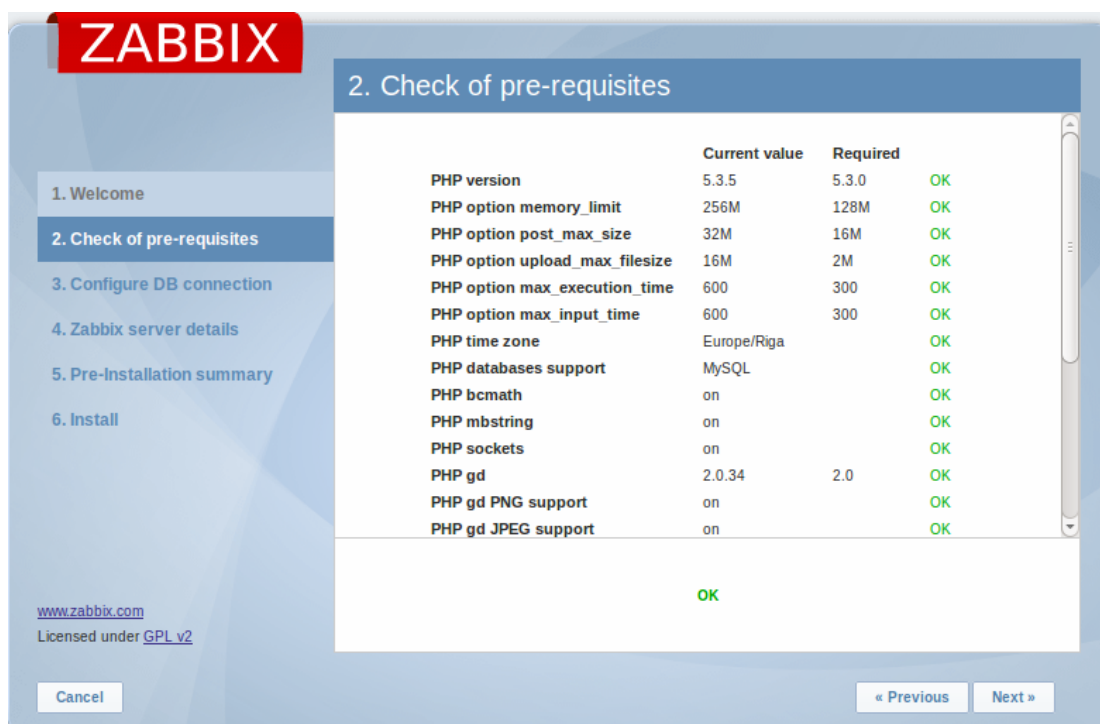 ZABBIX
2. Check of pre-requisites
1. Welcome
2. Check of pre-requisites
3. Configure DB connection
4. Zabbix server details
5. Pre-Installation summary
6. Install
Current value Required
PHP version 5.3.5 5.3.0 OK
PHP option memory_limit 256M 128M OK
PHP option post_max_size 32M 16M OK
PHP option upload_max_filesize 16M 2M OK
PHP option max_execution_time 600 300 OK
PHP option max_input_time 600 300 OK
PHP time zone Europe/Riga OK
PHP databases support MySQL OK
PHP bcmath on OK
PHP mbstring on OK
PHP sockets on OK
PHP gd 2.0.34 2.0 OK
PHP gd PNG support on OK
PHP gd JPEG support on OK
OK
www.zabbix.com
Licensed under GPL v2
Cancel « Previous Next »